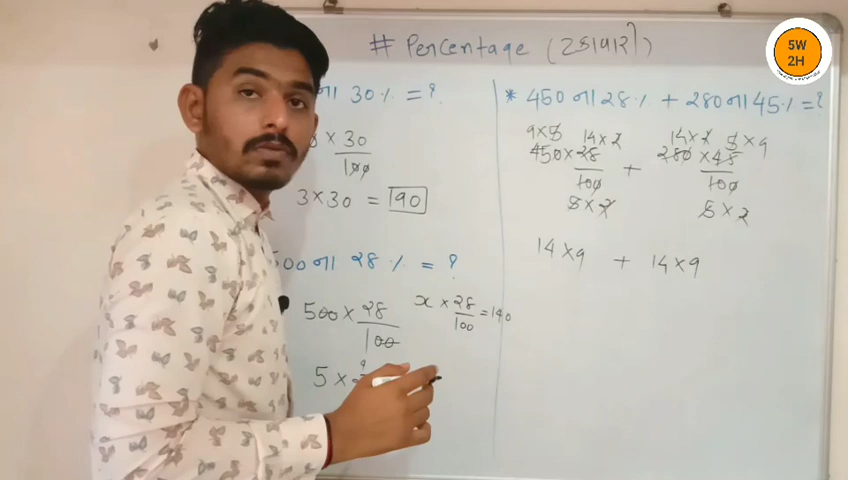 # Percentage (ટકાવારી)
ના 30% = ?
× 30
100
3 × 30 = 90
500 ના 28 % = ?
500 × 28
100
5 ×
x × 28 = 140
100
* 450 ના 28% + 280 ના 45% = ?
9×5 14×2 14×2 5×9
450 × 28 + 280 × 45
100 100
5×2 5×2
14×9 + 14×9
5W
2H